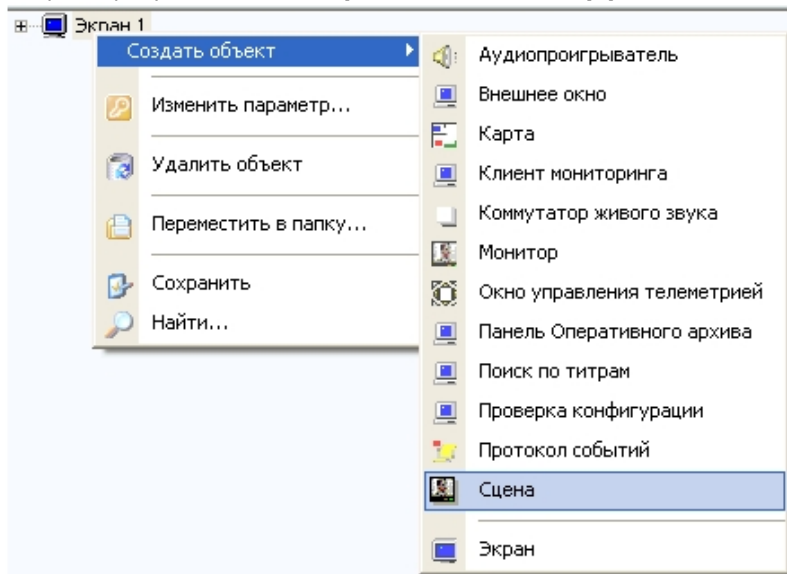 Экран 1
Создать объект
Изменить параметр...
Удалить объект
Переместить в папку...
Сохранить
Найти...
Аудиопроигрыватель
Внешнее окно
Карта
Клиент мониторинга
Коммутатор живого звука
Монитор
Окно управления телеметрией
Панель Оперативного архива
Поиск по титрам
Проверка конфигурации
Протокол событий
Сцена
Экран